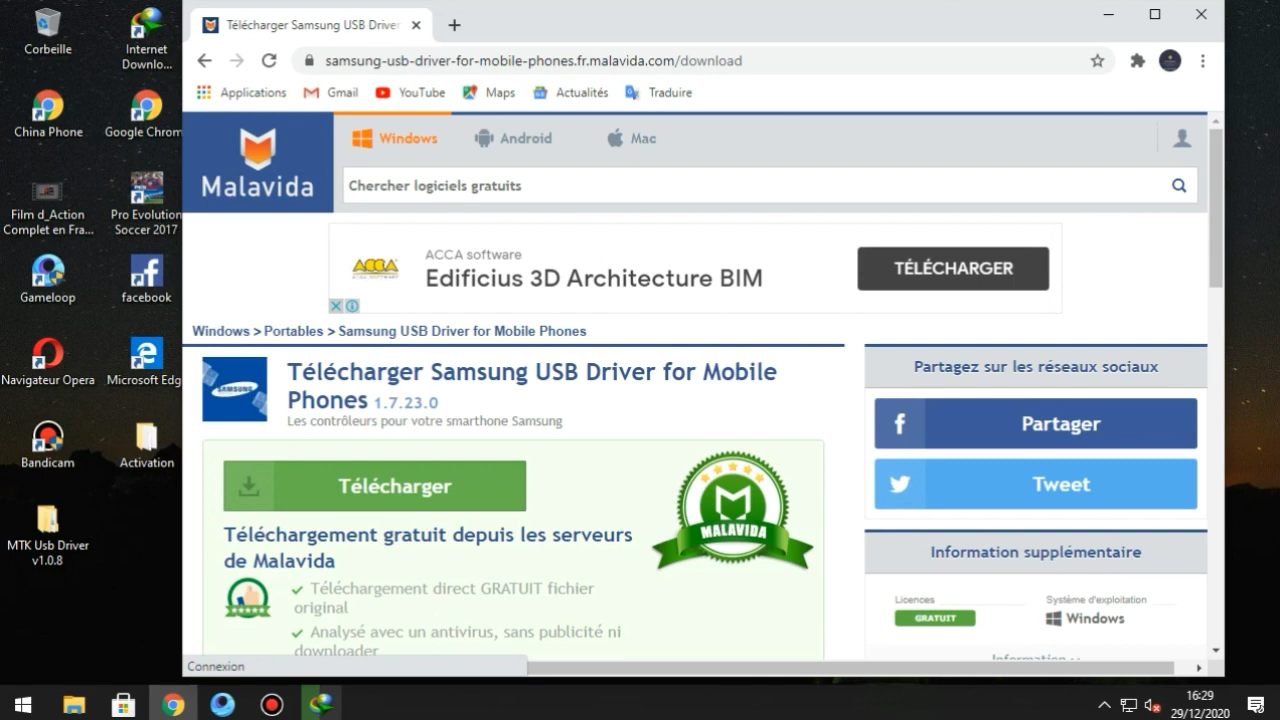 Corbeille
Internet
Downlo...
China Phone
Google Chrom
Film d_Action
Complet en Fra...
Pro Evolution
Soccer 2017
Gameloop
facebook
Navigateur Opera
Microsoft Edg
Bandicam
Activation
MTK Usb Driver
v1.0.8
Télécharger Samsung USB Driver
samsung-usb-driver-for-mobile-phones.fr.malavida.com/download
Applications
Gmail
YouTube
Maps
Actualités
Traduire
Malavida
Windows
Android
Mac
Chercher logiciels gratuits
ACCA
ACCA software
Edificius 3D Architecture BIM
TÉLÉCHARGER
Windows > Portables > Samsung USB Driver for Mobile Phones
SAMSUNG
Télécharger Samsung USB Driver for Mobile
Phones 1.7.23.0
Les contrôleurs pour votre smarthone Samsung
Télécharger
MALAVIDA
Téléchargement gratuit depuis les serveurs
de Malavida
Téléchargement direct GRATUIT fichier
original
Analysé avec un antivirus, sans publicité ni
downloader
Partagez sur les réseaux sociaux
Partager
Tweet
Information supplémentaire
Licences
GRATUIT
Système d'exploitation
Windows
Connexion
16:29
29/12/2020